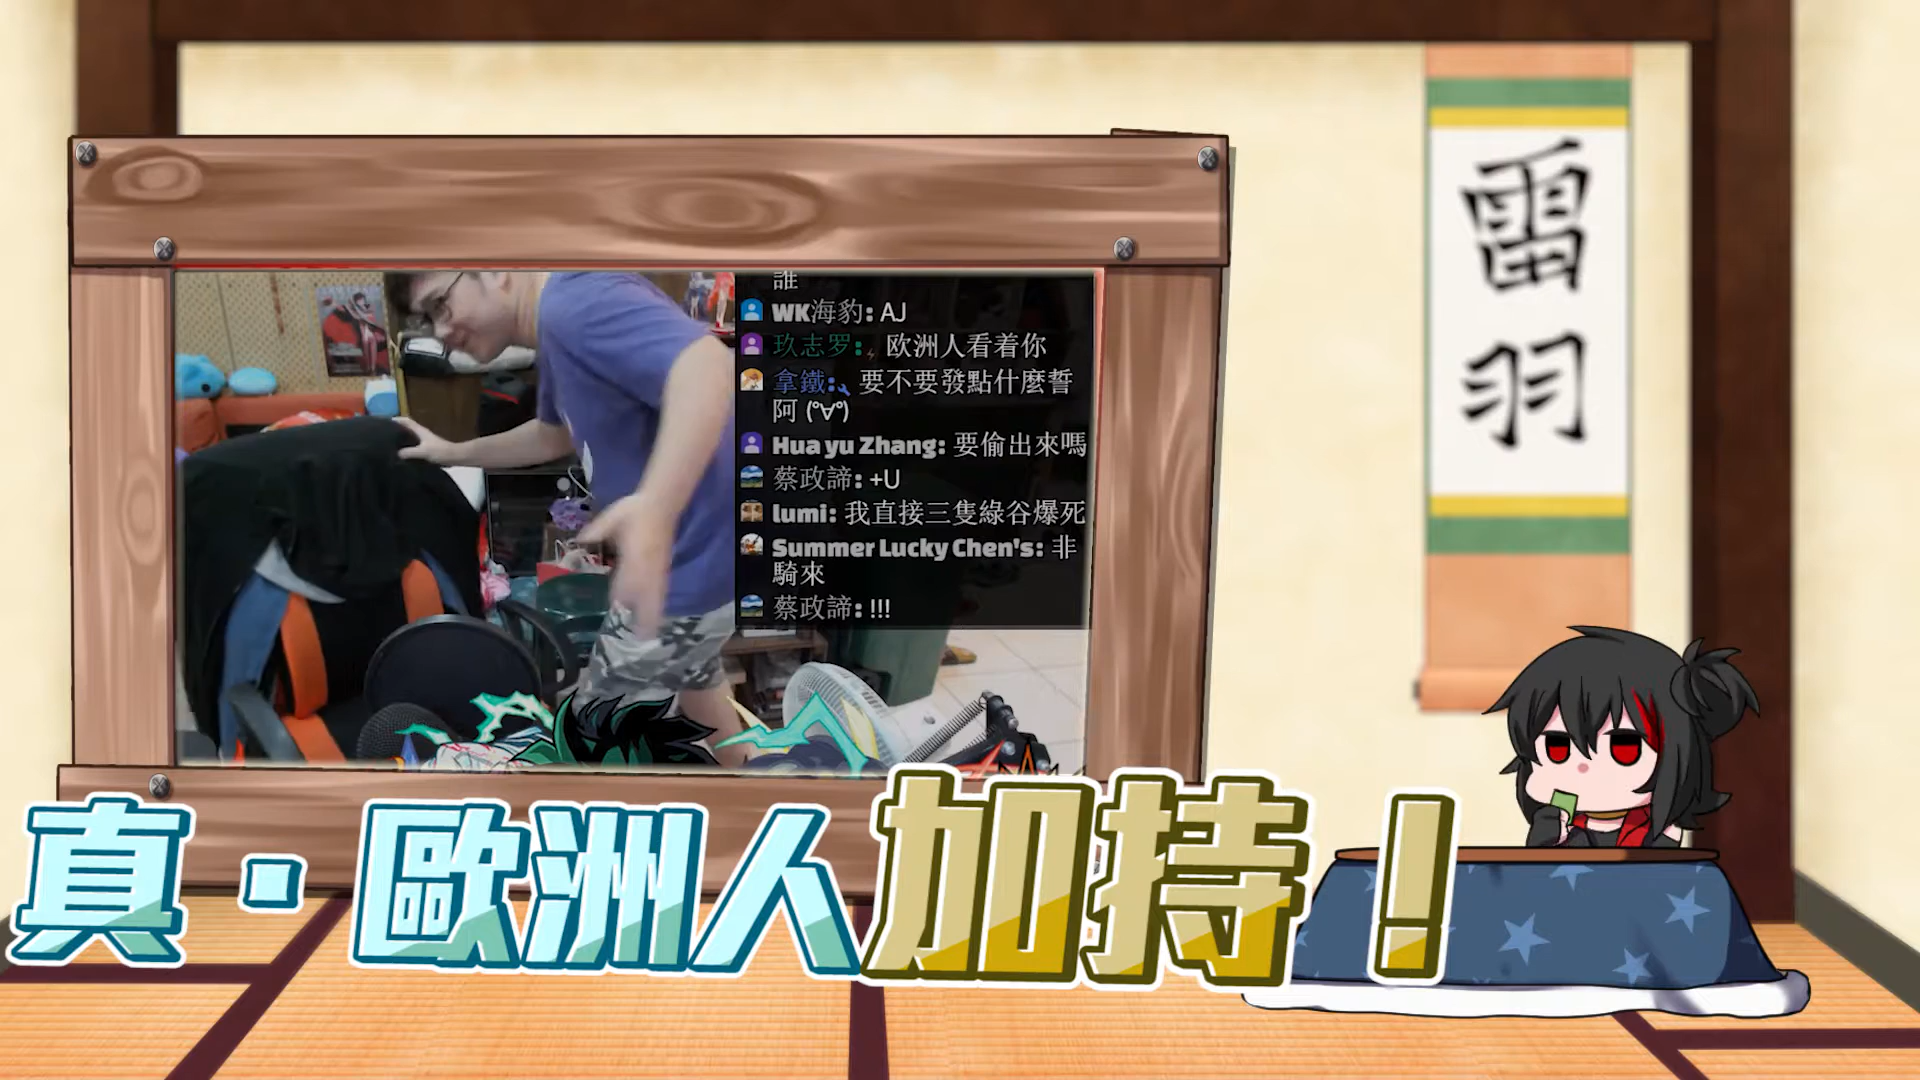 誰
WK海豹: AJ
玖志罗:⚡ 欧洲人看着你
拿鐵:🔧 要不要發點什麼誓
阿 (°∀°)
Hua yu Zhang: 要偷出來嗎
蔡政諦: +U
lumi: 我直接三隻綠谷爆死
Summer Lucky Chen's: 非
騎來
蔡政諦: !!!
雷
羽
真・歐洲人加持！